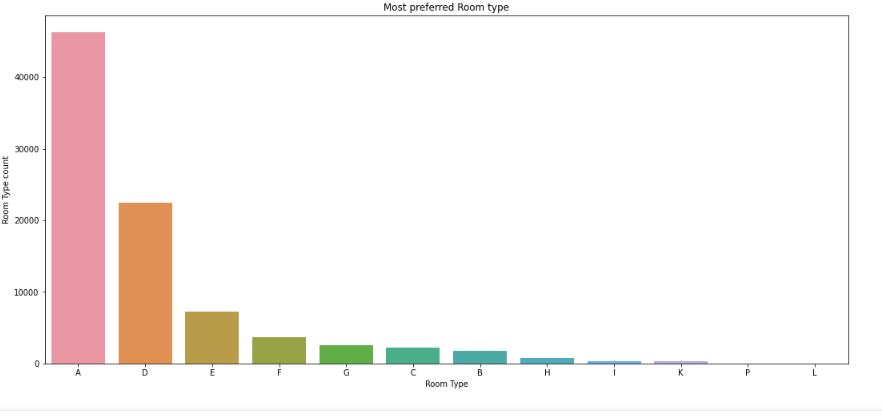 Most preferred Room type
Room Type count
40000
30000
20000
10000
0
A D E F G C B H I K P L
Room Type